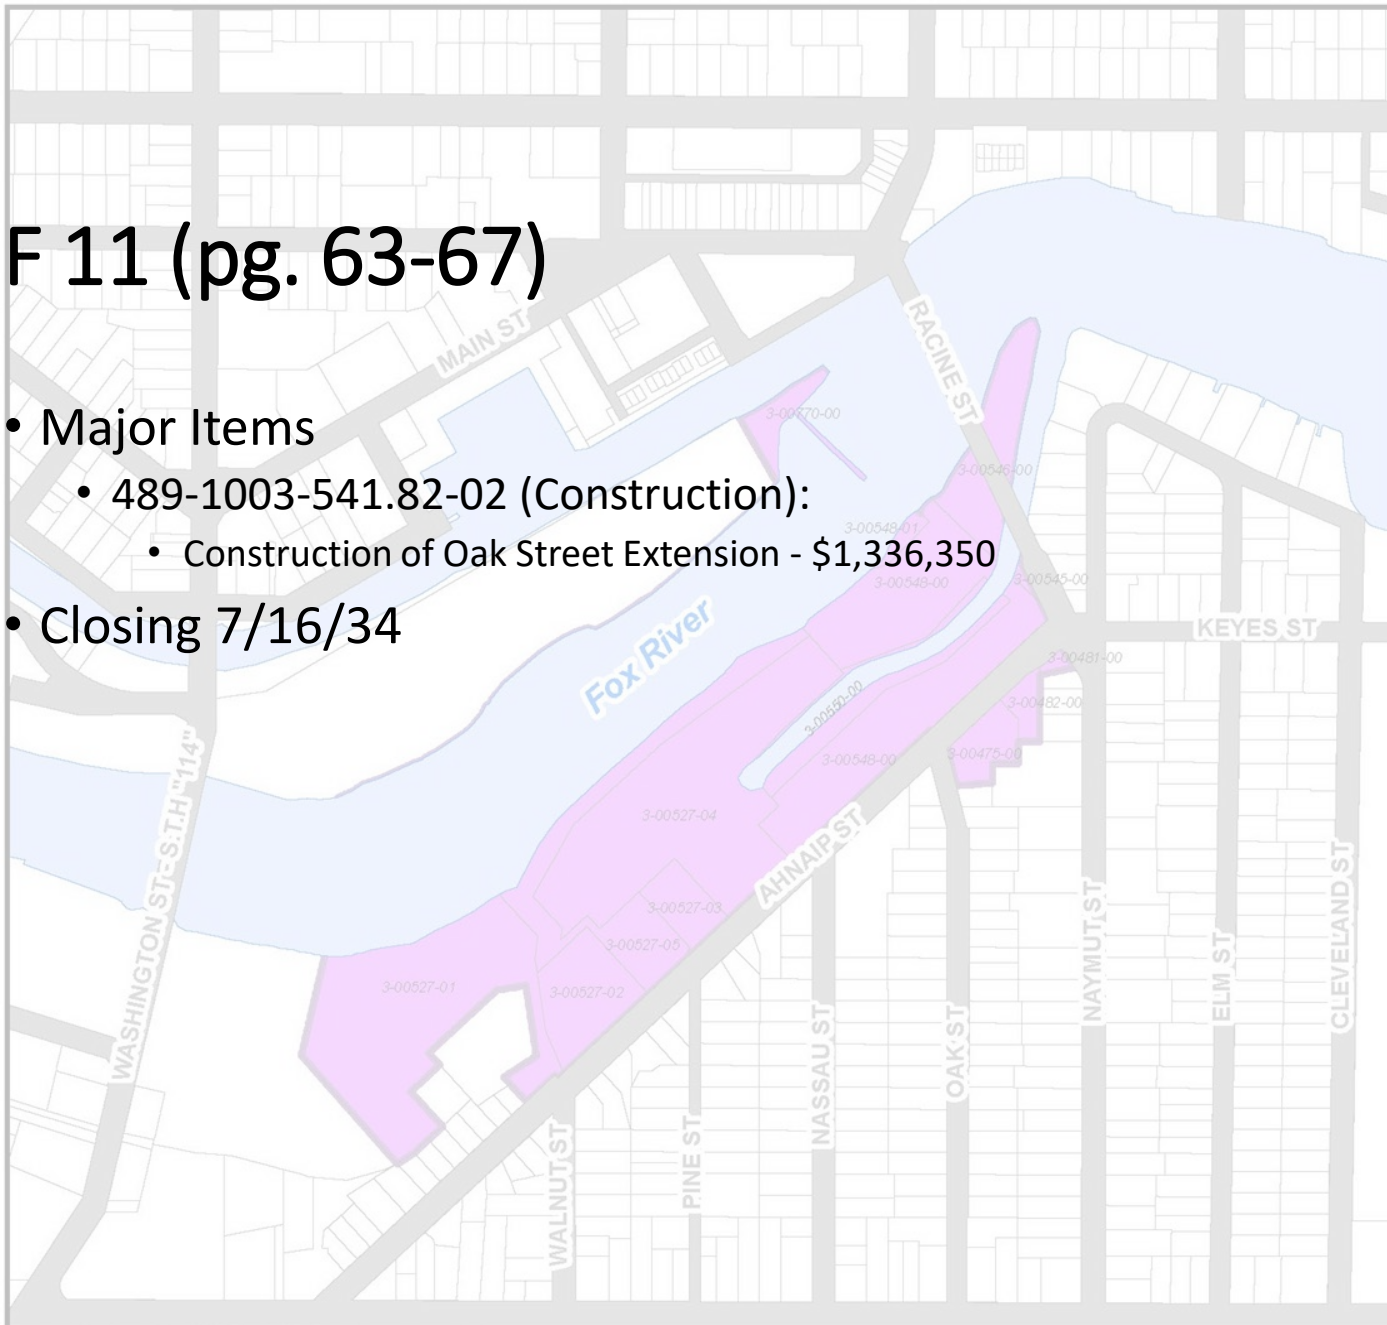 F 11 (pg. 63-67)
• Major Items
• 489-1003-541.82-02 (Construction):
• Construction of Oak Street Extension - $1,336,350
• Closing 7/16/34
MAIN ST
RACINE ST
3-00770-00
3-00546-00
3-00548-01
3-00548-00
3-00545-00
KEYES ST
Fox River
3-00481-00
3-00482-00
3-00550-00
3-00548-00
3-00475-00
WASHINGTON ST - S.T.H "114"
3-00527-04
AHNAIP ST
3-00527-03
3-00527-05
3-00527-01
3-00527-02
WALNUT ST
PINE ST
NASSAU ST
OAK ST
NAYMUT ST
ELM ST
CLEVELAND ST